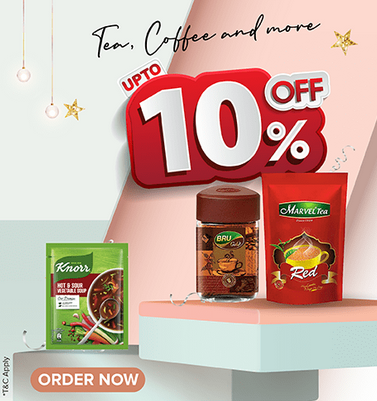 Tea, Coffee and more
UPTO
10%
OFF
BRU
Gold
MARVEL TEA
Red
Knorr
HOT & SOUR
VEGETABLE SOUP
ORDER NOW
*T&C Apply